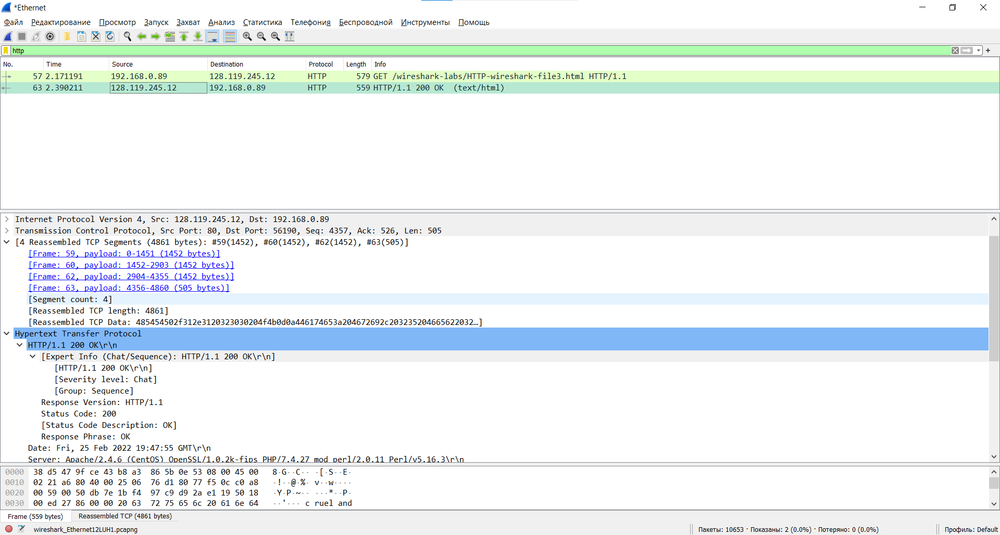 *Ethernet
Файл Редактирование Просмотр Запуск Захват Анализ Статистика Телефония Беспроводной Инструменты Помощь
http
No. Time Source Destination Protocol Length Info
57 2.171191 192.168.0.89 128.119.245.12 HTTP 579 GET /wireshark-labs/HTTP-wireshark-file3.html HTTP/1.1
63 2.390211 128.119.245.12 192.168.0.89 HTTP 559 HTTP/1.1 200 OK (text/html)
Internet Protocol Version 4, Src: 128.119.245.12, Dst: 192.168.0.89
Transmission Control Protocol, Src Port: 80, Dst Port: 56190, Seq: 4357, Ack: 526, Len: 505
[4 Reassembled TCP Segments (4861 bytes): #59(1452), #60(1452), #62(1452), #63(505)]
[Frame: 59, payload: 0-1451 (1452 bytes)]
[Frame: 60, payload: 1452-2903 (1452 bytes)]
[Frame: 62, payload: 2904-4355 (1452 bytes)]
[Frame: 63, payload: 4356-4860 (505 bytes)]
[Segment count: 4]
[Reassembled TCP length: 4861]
[Reassembled TCP Data: 485454502f312e3120323030204f4b0d0a446174653a204672692c203235204665622032…]
Hypertext Transfer Protocol
HTTP/1.1 200 OK\r\n
[Expert Info (Chat/Sequence): HTTP/1.1 200 OK\r\n]
[HTTP/1.1 200 OK\r\n]
[Severity level: Chat]
[Group: Sequence]
Response Version: HTTP/1.1
Status Code: 200
[Status Code Description: OK]
Response Phrase: OK
Date: Fri, 25 Feb 2022 19:47:55 GMT\r\n
Server: Apache/2.4.6 (CentOS) OpenSSL/1.0.2k-fips PHP/7.4.27 mod_perl/2.0.11 Perl/v5.16.3\r\n
0000 38 d5 47 9f ce 43 b8 a3 86 5b 0e 53 08 00 45 00 8·G··C·· ·[·S··E·
0010 02 21 a6 80 40 00 25 06 76 d1 80 77 f5 0c c0 a8 ·!··@·%· v··w····
0020 00 59 00 50 db 7e 1b f4 97 c9 d9 2a e1 19 50 18 ·Y·P·~·· ···*··P·
0030 00 ed 27 86 00 00 20 63 72 75 65 6c 20 61 6e 64 ··'··· c ruel and
Frame (559 bytes) Reassembled TCP (4861 bytes)
wireshark_Ethernet12LUH1.pcapng Пакеты: 10653 · Показаны: 2 (0.0%) · Потеряно: 0 (0.0%) Профиль: Default